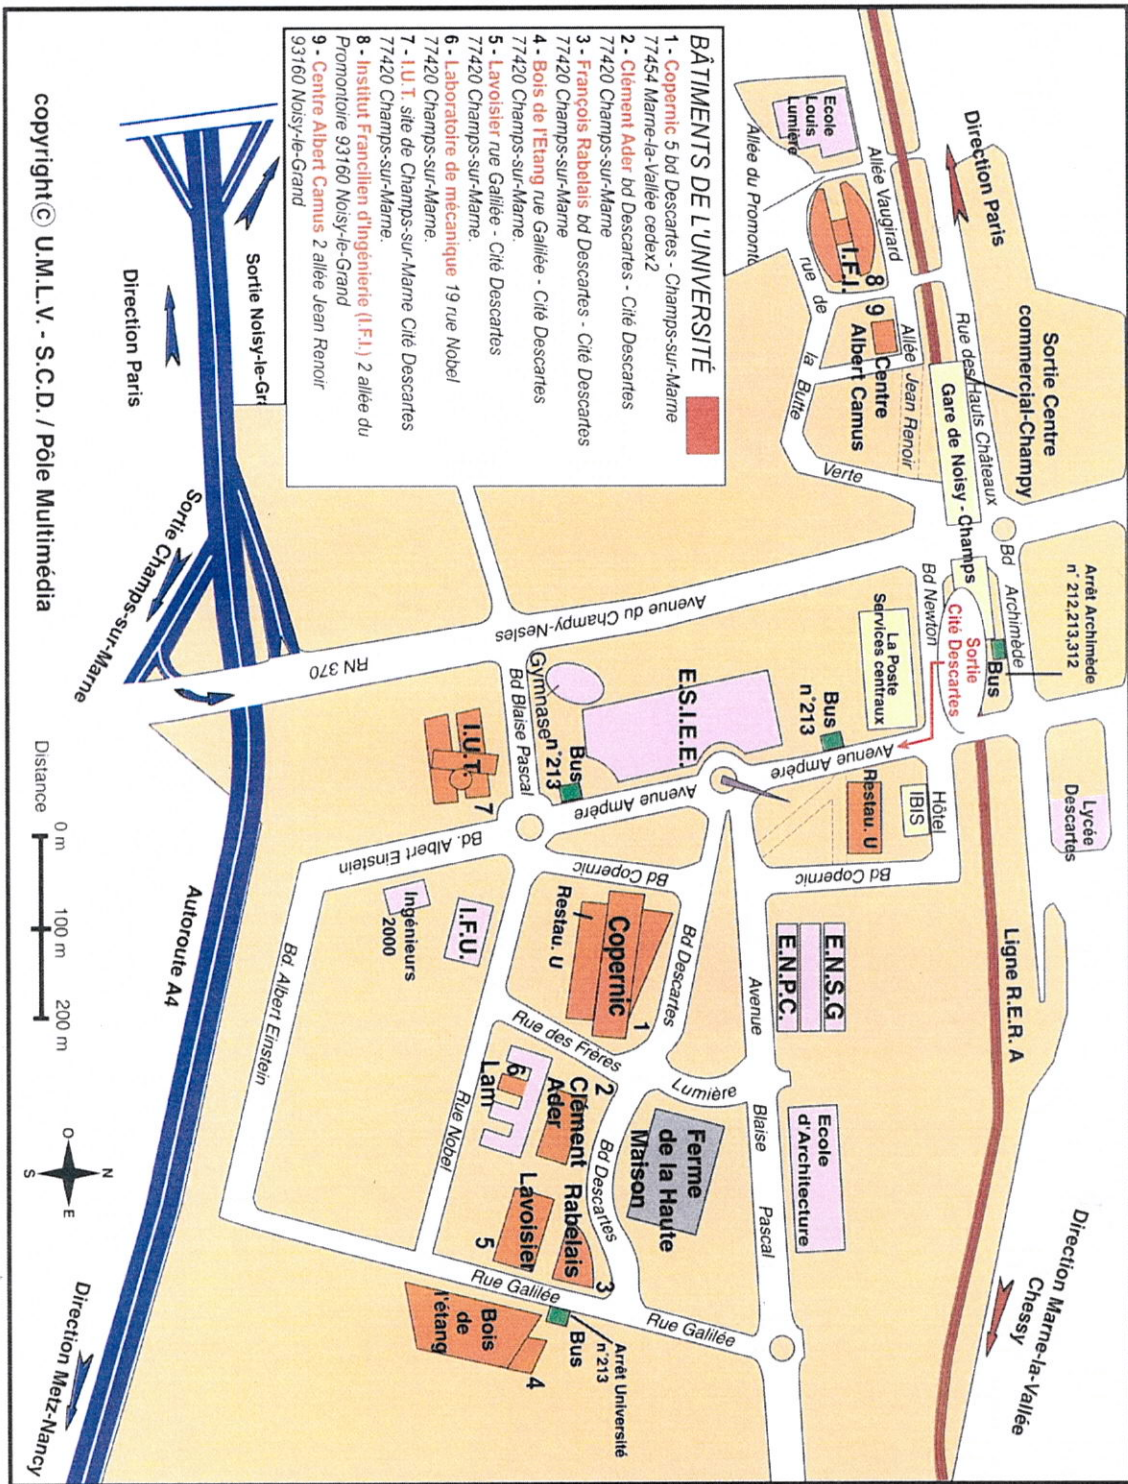 BÂTIMENTS DE L'UNIVERSITÉ
1 - Copernic 5 bd Descartes - Champs-sur-Marne
77454 Marne-la-Vallée cedex2
2 - Clément Ader bd Descartes - Cité Descartes
77420 Champs-sur-Marne
3 - François Rabelais bd Descartes - Cité Descartes
77420 Champs-sur-Marne
4 - Bois de l'Etang rue Galilée - Cité Descartes
77420 Champs-sur-Marne.
5 - Lavoisier rue Galilée - Cité Descartes
77420 Champs-sur-Marne.
6 - Laboratoire de mécanique 19 rue Nobel
77420 Champs-sur-Marne.
7 - I.U.T. site de Champs-sur-Marne Cité Descartes
77420 Champs-sur-Marne.
8 - Institut Francilien d'Ingénierie (I.F.I.) 2 allée du
Promontoire 93160 Noisy-le-Grand
9 - Centre Albert Camus 2 allée Jean Renoir
93160 Noisy-le-Grand
Direction Paris
Sortie Centre
commercial-Champy
Rue des Hauts Châteaux
Gare de Noisy - Champs
Allée Vaugirard
Ecole
Louis
Lumière
Allée du Promont
I.F.I.
8
9
Centre
Albert Camus
Allée Jean Renoir
rue de
la Butte
Verte
Arrêt Archimède
n° 212,213,312
Bd Archimède
Bus
Sortie
Cité Descartes
Bd Newton
La Poste
Services centraux
Lycée
Descartes
Ligne R.E.R. A
Direction Marne-la-Vallée
Chessy
Hôtel
IBIS
Restau. U
Bus
n°213
Avenue Ampère
Bd Copernic
E.N.S.G
E.N.P.C.
Ecole
d'Architecture
Avenue
Blaise
Pascal
Avenue du Champy-Nesles
E.S.I.E.E.
Gymnase
Bus
n°213
Avenue Ampère
Bd Copernic
Bd Descartes
Lumière
Ferme
de la Haute
Maison
Copernic
1
Restau. U
Rue des Frères
2
Clément
Ader
Bd Descartes
Rabelais
3
6
Lam
Lavoisier
5
Rue Galilée
Rue Galilée
Bus
Arrêt Université
n°213
Bois
de
l'étang
4
RN 370
Bd Blaise Pascal
I.U.T.
7
Bd. Albert Einstein
I.F.U.
Ingénieurs
2000
Rue Nobel
Bd. Albert Einstein
Sortie Noisy-le-Gra
Direction Paris
Sortie Champs-sur-Marne
Autoroute A4
Direction Metz-Nancy
Distance 0 m 100 m 200 m
N
O
E
S
copyright© U.M.L.V. - S.C.D. / Pôle Multimédia